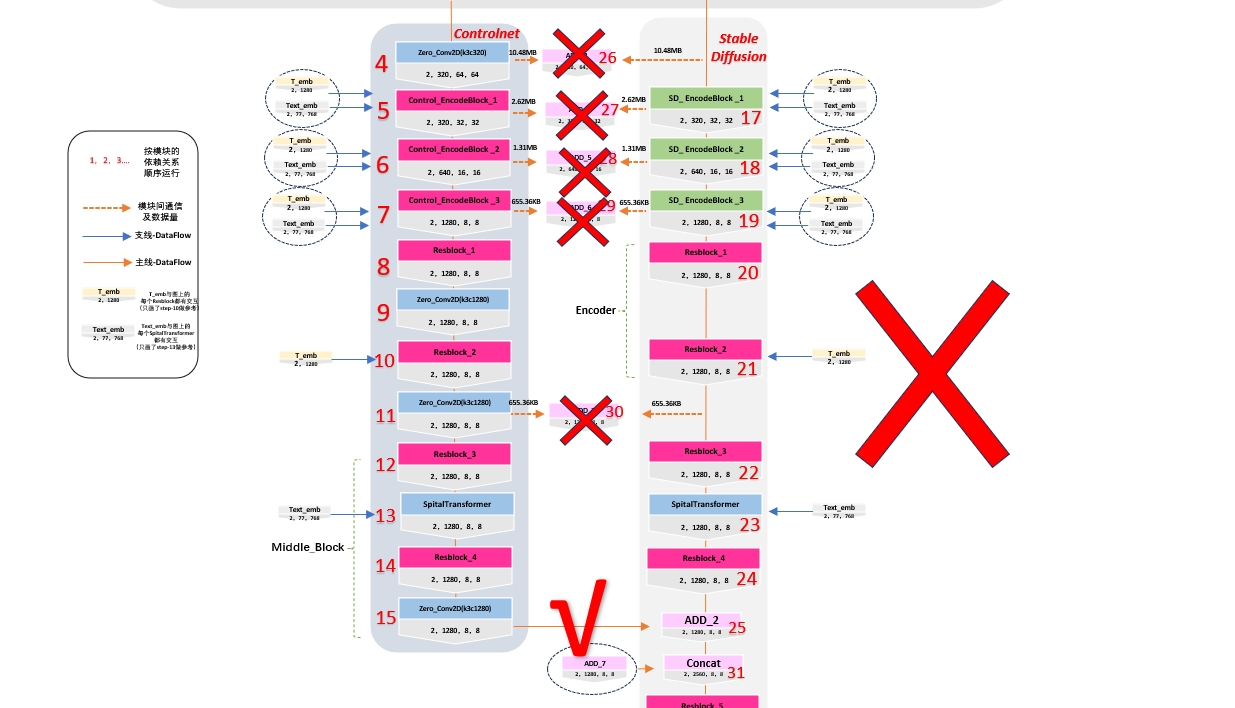 Controlnet
Stable
Diffusion
4
Zero_Conv2D(k3c320)
2, 320, 64, 64
10.48MB
26
10.48MB
T_emb
2, 1280
Text_emb
2, 77, 768
5
Control_EncodeBlock_1
2, 320, 32, 32
2.62MB
27
2.62MB
SD_ EncodeBlock _1
2, 320, 32, 32
17
T_emb
2, 1280
Text_emb
2, 77, 768
T_emb
2, 1280
Text_emb
2, 77, 768
6
Control_EncodeBlock _2
2, 640, 16, 16
1.31MB
28
1.31MB
SD_ EncodeBlock _2
2, 640, 16, 16
18
T_emb
2, 1280
Text_emb
2, 77, 768
T_emb
2, 1280
Text_emb
2, 77, 768
7
Control_EncodeBlock _3
2, 1280, 8, 8
655.36KB
29
655.36KB
SD_ EncodeBlock _3
2, 1280, 8, 8
19
T_emb
2, 1280
Text_emb
2, 77, 768
1, 2, 3……
按模块的
依赖关系
顺序运行
模块间通信
及数据量
支线-DataFlow
主线-DataFlow
T_emb
2, 1280
T_emb与图上的
每个Resblock都有交互
(只画了step-10做参考)
Text_emb
2, 77, 768
Text_emb与图上的
每个SpitalTransformer
都有交互
(只画了step-13做参考)
8
Resblock_1
2, 1280, 8, 8
Resblock_1
2, 1280, 8, 8
20
9
Zero_Conv2D(k3c1280)
2, 1280, 8, 8
Encoder
T_emb
2, 1280
10
Resblock_2
2, 1280, 8, 8
Resblock_2
2, 1280, 8, 8
21
T_emb
2, 1280
11
Zero_Conv2D(k3c1280)
2, 1280, 8, 8
655.36KB
30
655.36KB
12
Resblock_3
2, 1280, 8, 8
Resblock_3
2, 1280, 8, 8
22
Text_emb
2, 77, 768
13
SpitalTransformer
2, 1280, 8, 8
SpitalTransformer
2, 1280, 8, 8
23
Text_emb
2, 77, 768
Middle_Block
14
Resblock_4
2, 1280, 8, 8
Resblock_4
2, 1280, 8, 8
24
15
Zero_Conv2D(k3c1280)
2, 1280, 8, 8
ADD_2
2, 1280, 8, 8
25
ADD_7
2, 1280, 8, 8
Concat
2, 2560, 8, 8
31
Resblock_5